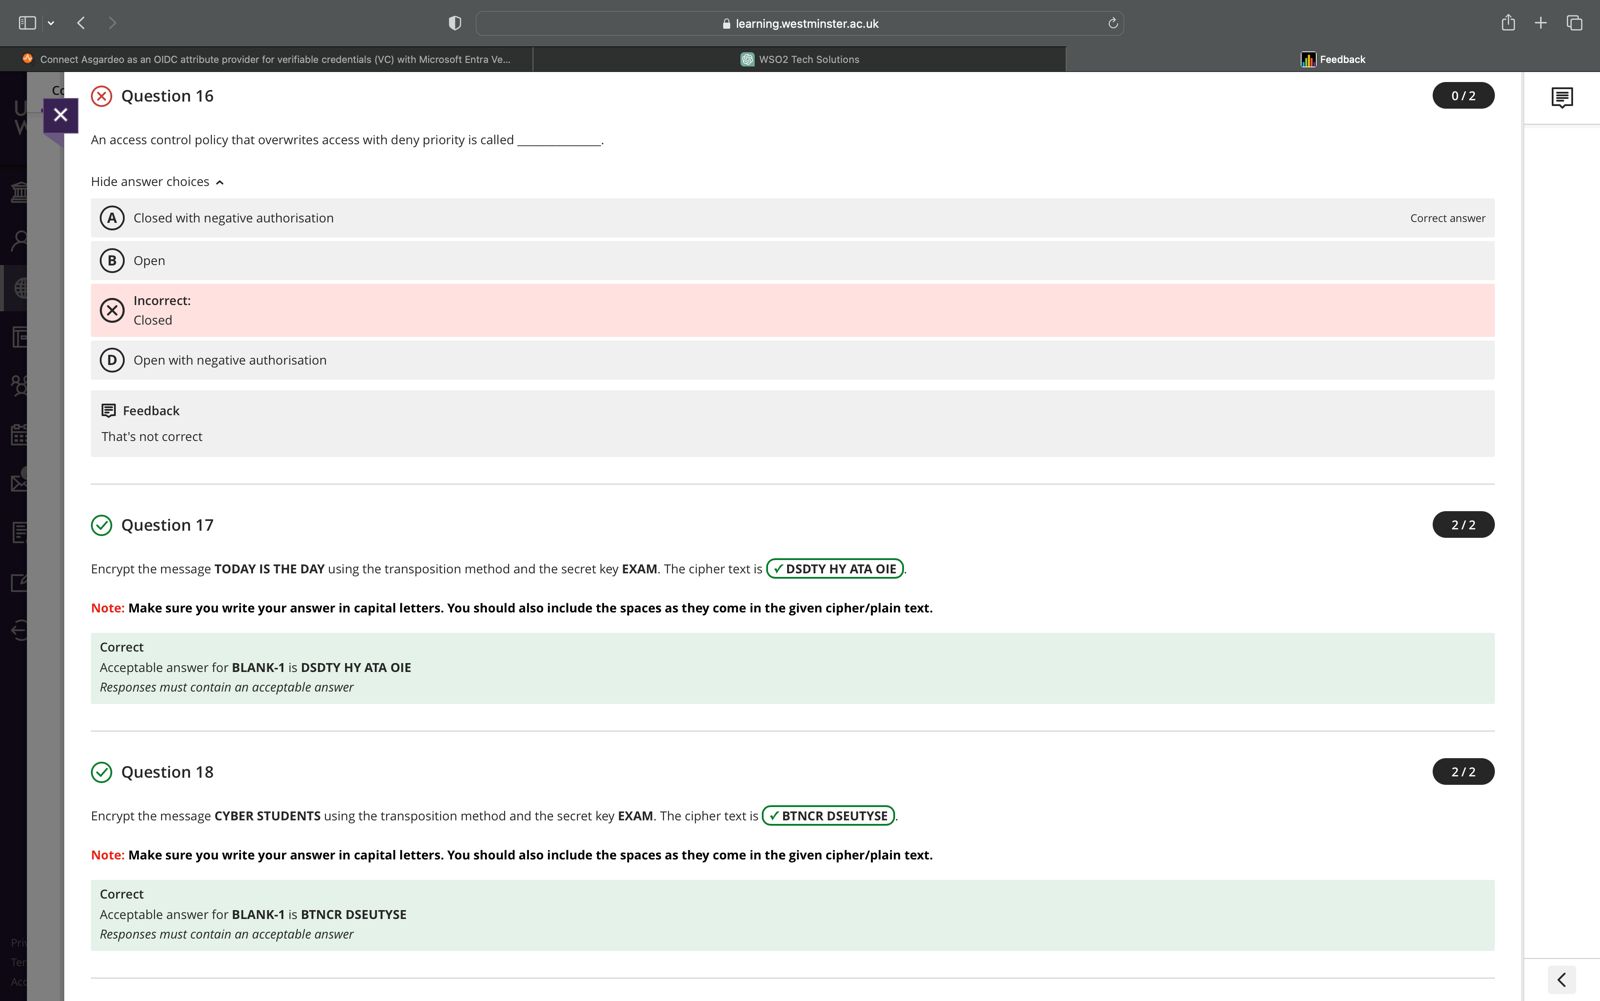 learning.westminster.ac.uk
Connect Asgardeo as an OIDC attribute provider for verifiable credentials (VC) with Microsoft Entra Ve...
WSO2 Tech Solutions
Feedback
Question 16
0 / 2
An access control policy that overwrites access with deny priority is called ______________.
Hide answer choices
A Closed with negative authorisation
Correct answer
B Open
Incorrect:
Closed
D Open with negative authorisation
Feedback
That's not correct
Question 17
2 / 2
Encrypt the message TODAY IS THE DAY using the transposition method and the secret key EXAM. The cipher text is ✓ DSDTY HY ATA OIE.
Note: Make sure you write your answer in capital letters. You should also include the spaces as they come in the given cipher/plain text.
Correct
Acceptable answer for BLANK-1 is DSDTY HY ATA OIE
Responses must contain an acceptable answer
Question 18
2 / 2
Encrypt the message CYBER STUDENTS using the transposition method and the secret key EXAM. The cipher text is ✓ BTNCR DSEUTYSE.
Note: Make sure you write your answer in capital letters. You should also include the spaces as they come in the given cipher/plain text.
Correct
Acceptable answer for BLANK-1 is BTNCR DSEUTYSE
Responses must contain an acceptable answer